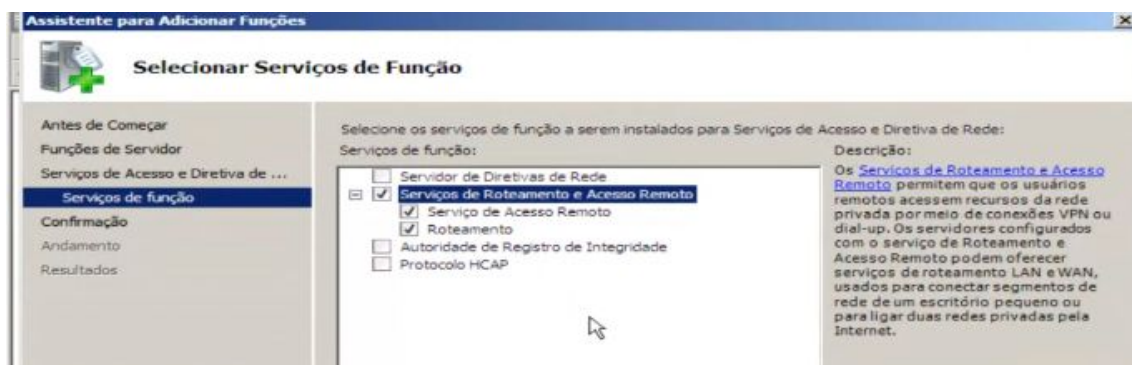 Assistente para Adicionar Funções
Selecionar Serviços de Função
Antes de Começar
Funções de Servidor
Serviços de Acesso e Diretiva de ...
Serviços de função
Confirmação
Andamento
Resultados
Selecione os serviços de função a serem instalados para Serviços de Acesso e Diretiva de Rede:
Serviços de função:
Servidor de Diretivas de Rede
Serviços de Roteamento e Acesso Remoto
Serviço de Acesso Remoto
Roteamento
Autoridade de Registro de Integridade
Protocolo HCAP
Descrição:
Os Serviços de Roteamento e Acesso
Remoto permitem que os usuários
remotos acessem recursos da rede
privada por meio de conexões VPN ou
dial-up. Os servidores configurados
com o serviço de Roteamento e
Acesso Remoto podem oferecer
serviços de roteamento LAN e WAN,
usados para conectar segmentos de
rede de um escritório pequeno ou
para ligar duas redes privadas pela
Internet.